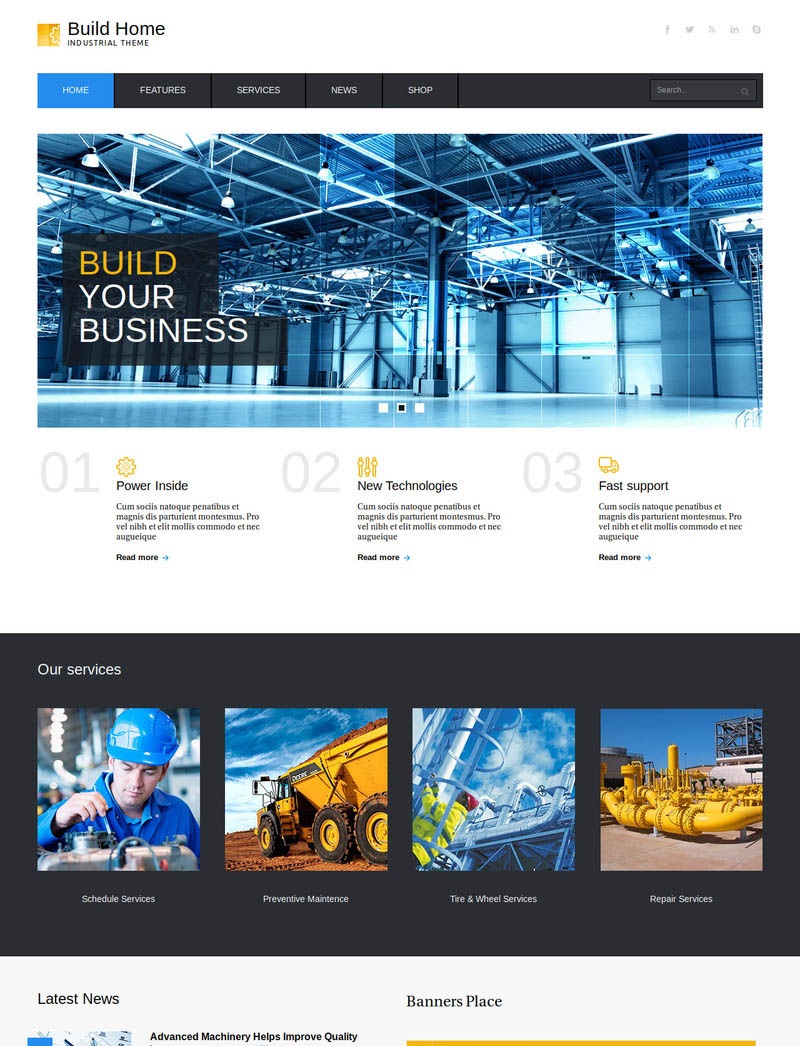 Build Home
INDUSTRIAL THEME
HOME
FEATURES
SERVICES
NEWS
SHOP
Search...
BUILD
YOUR
BUSINESS
01
Power Inside
Cum sociis natoque penatibus et
magnis dis parturient montesmus. Pro
vel nibh et elit mollis commodo et nec
augueique
Read more
02
New Technologies
Cum sociis natoque penatibus et
magnis dis parturient montesmus. Pro
vel nibh et elit mollis commodo et nec
augueique
Read more
03
Fast support
Cum sociis natoque penatibus et
magnis dis parturient montesmus. Pro
vel nibh et elit mollis commodo et nec
augueique
Read more
Our services
DEERE
Schedule Services
Preventive Maintence
Tire & Wheel Services
Repair Services
Latest News
Banners Place
Advanced Machinery Helps Improve Quality